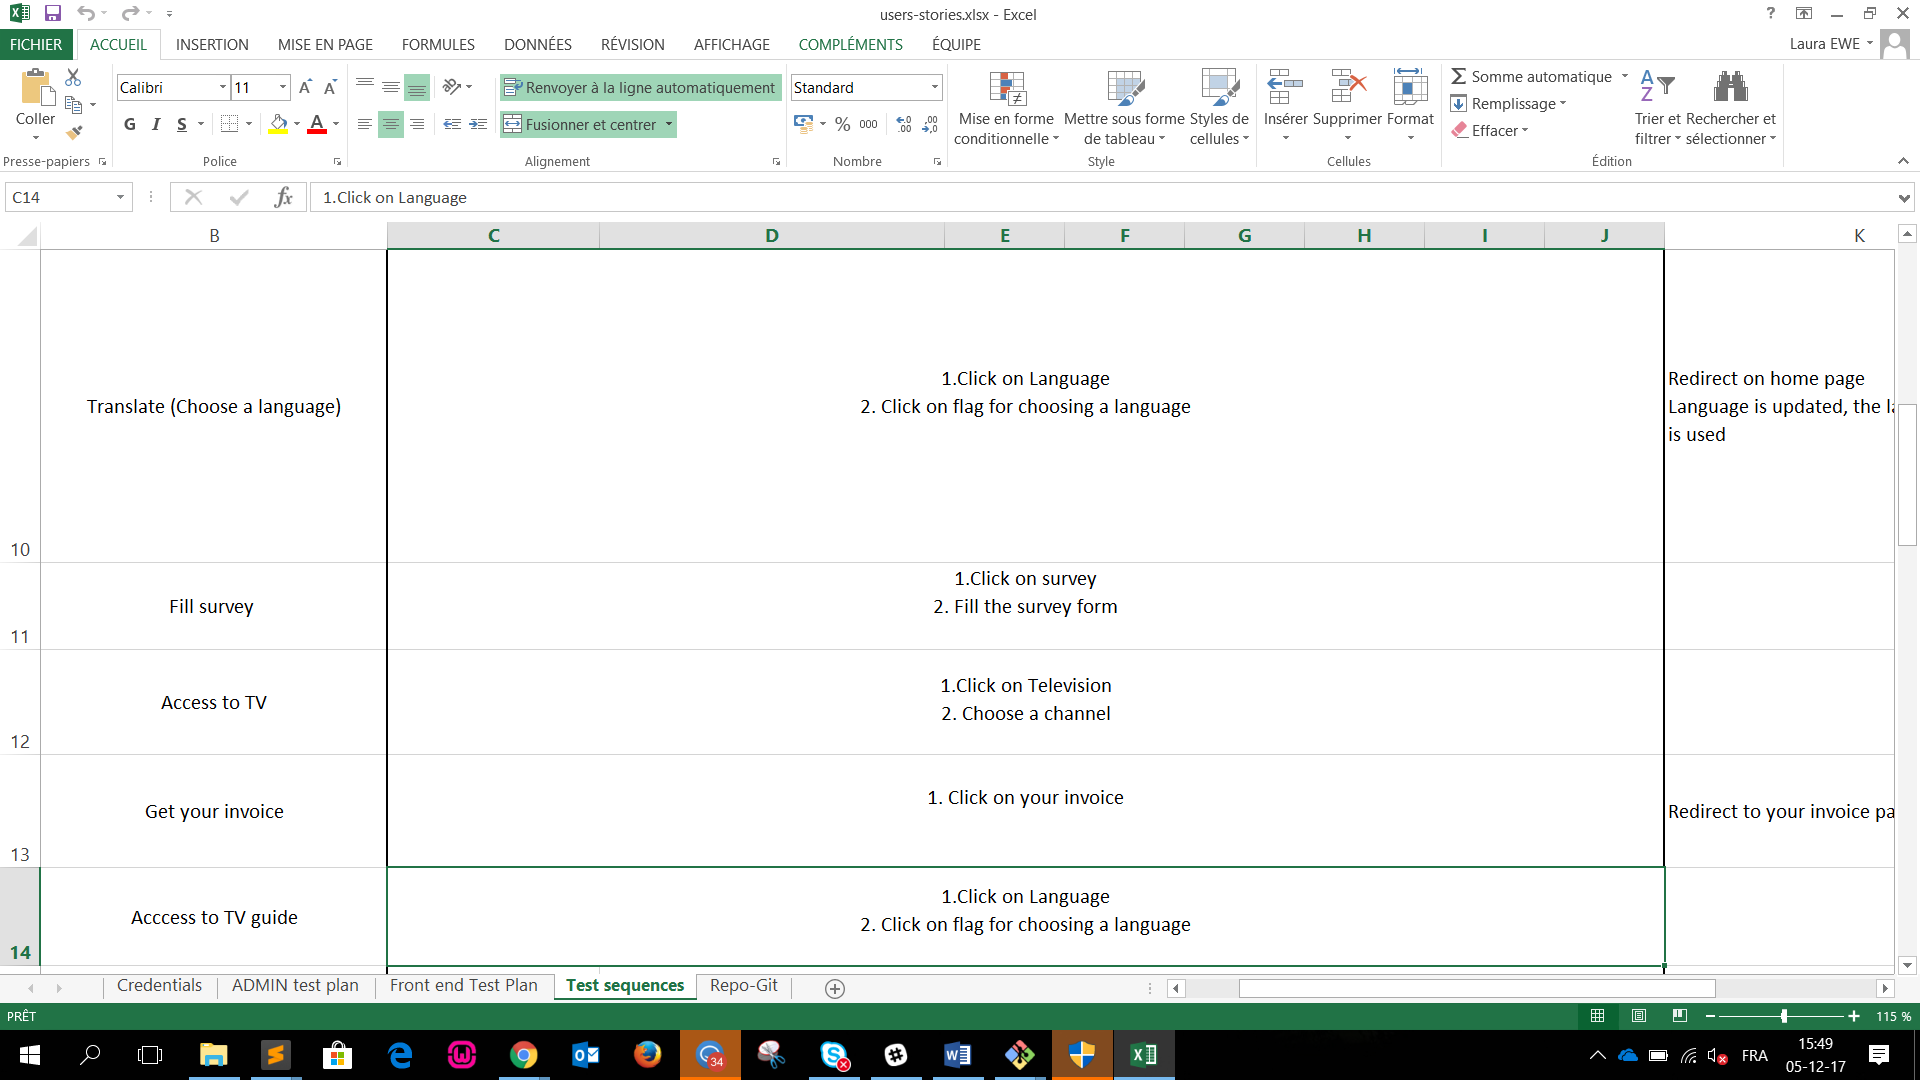 users-stories.xlsx - Excel
?
FICHIER ACCUEIL INSERTION MISE EN PAGE FORMULES DONNÉES RÉVISION AFFICHAGE COMPLÉMENTS ÉQUIPE Laura EWE
Coller
Presse-papiers
Calibri 11
G I S
Police
Renvoyer à la ligne automatiquement
Fusionner et centrer
Alignement
Standard
% 000
Nombre
Mise en forme conditionnelle
Mettre sous forme de tableau
Styles de cellules
Style
Insérer Supprimer Format
Cellules
Somme automatique
Remplissage
Effacer
Trier et filtrer
Rechercher et sélectionner
Édition
C14 fx 1.Click on Language
B C D E F G H I J K
10
Translate (Choose a language)
1.Click on Language
2. Click on flag for choosing a language
Redirect on home page
Language is updated, the
is used
11
Fill survey
1.Click on survey
2. Fill the survey form
12
Access to TV
1.Click on Television
2. Choose a channel
13
Get your invoice
1. Click on your invoice
Redirect to your invoice pa
14
Acccess to TV guide
1.Click on Language
2. Click on flag for choosing a language
Credentials ADMIN test plan Front end Test Plan Test sequences Repo-Git
PRÊT 115 %
34
FRA
15:49
05-12-17